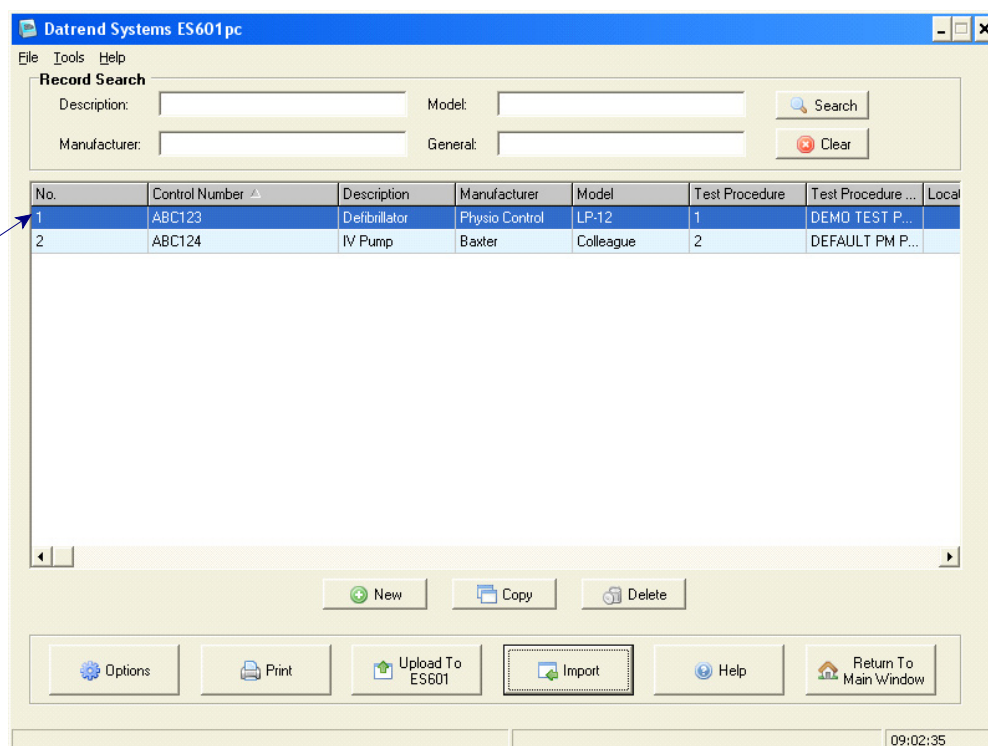 Datrend Systems ES601pc
File Tools Help
Record Search
Description: Model: Search
Manufacturer: General: Clear
No. Control Number Description Manufacturer Model Test Procedure Test Procedure ... Locat
1 ABC123 Defibrillator Physio Control LP-12 1 DEMO TEST P...
2 ABC124 IV Pump Baxter Colleague 2 DEFAULT PM P...
New Copy Delete
Options Print Upload To ES601 Import Help Return To Main Window
09:02:35